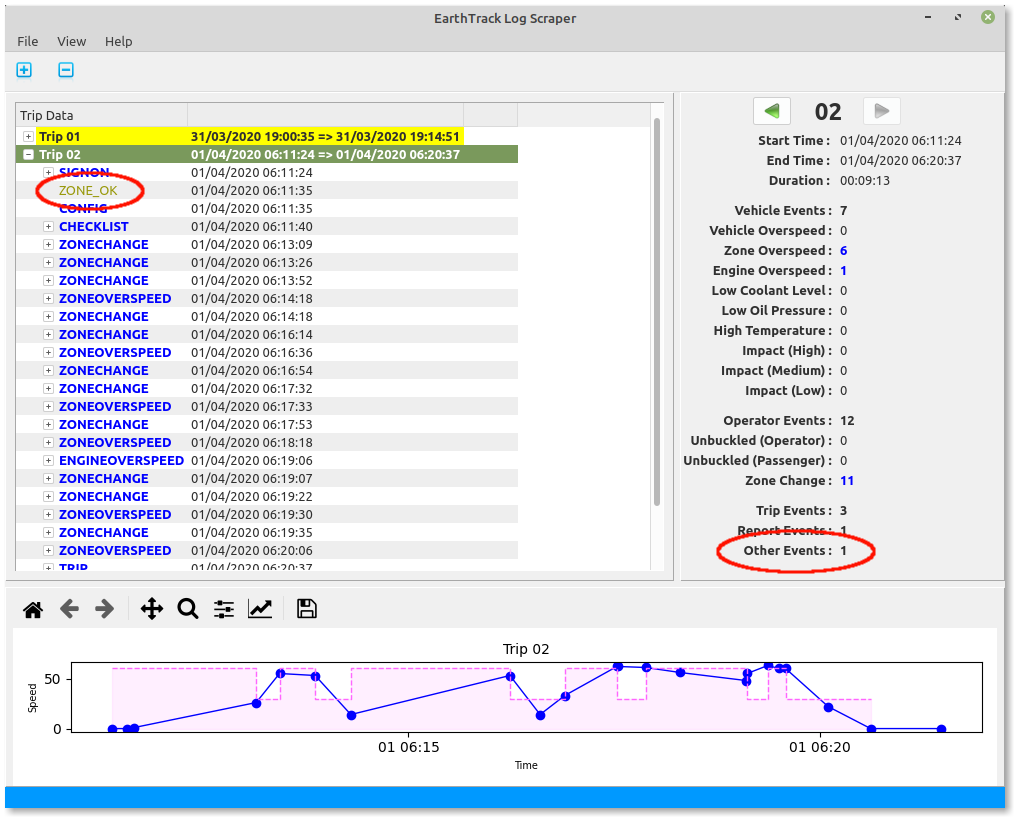 EarthTrack Log Scraper
File View Help
Trip Data
Trip 01 31/03/2020 19:00:35 => 31/03/2020 19:14:51
Trip 02 01/04/2020 06:11:24 => 01/04/2020 06:20:37
SIGNON 01/04/2020 06:11:24
ZONE_OK 01/04/2020 06:11:35
CONFIG 01/04/2020 06:11:35
CHECKLIST 01/04/2020 06:11:40
ZONECHANGE 01/04/2020 06:13:09
ZONECHANGE 01/04/2020 06:13:26
ZONECHANGE 01/04/2020 06:13:52
ZONEOVERSPEED 01/04/2020 06:14:18
ZONECHANGE 01/04/2020 06:14:18
ZONECHANGE 01/04/2020 06:16:14
ZONEOVERSPEED 01/04/2020 06:16:36
ZONECHANGE 01/04/2020 06:16:54
ZONECHANGE 01/04/2020 06:17:32
ZONEOVERSPEED 01/04/2020 06:17:33
ZONECHANGE 01/04/2020 06:17:53
ZONEOVERSPEED 01/04/2020 06:18:18
ENGINEOVERSPEED 01/04/2020 06:19:06
ZONECHANGE 01/04/2020 06:19:07
ZONECHANGE 01/04/2020 06:19:22
ZONEOVERSPEED 01/04/2020 06:19:30
ZONECHANGE 01/04/2020 06:19:35
ZONEOVERSPEED 01/04/2020 06:20:06
TRIP 01/04/2020 06:20:37
02
Start Time : 01/04/2020 06:11:24
End Time : 01/04/2020 06:20:37
Duration : 00:09:13
Vehicle Events : 7
Vehicle Overspeed : 0
Zone Overspeed : 6
Engine Overspeed : 1
Low Coolant Level : 0
Low Oil Pressure : 0
High Temperature : 0
Impact (High) : 0
Impact (Medium) : 0
Impact (Low) : 0
Operator Events : 12
Unbuckled (Operator) : 0
Unbuckled (Passenger) : 0
Zone Change : 11
Trip Events : 3
Report Events : 1
Other Events : 1
Trip 02
50
Speed
0
01 06:15 01 06:20
Time